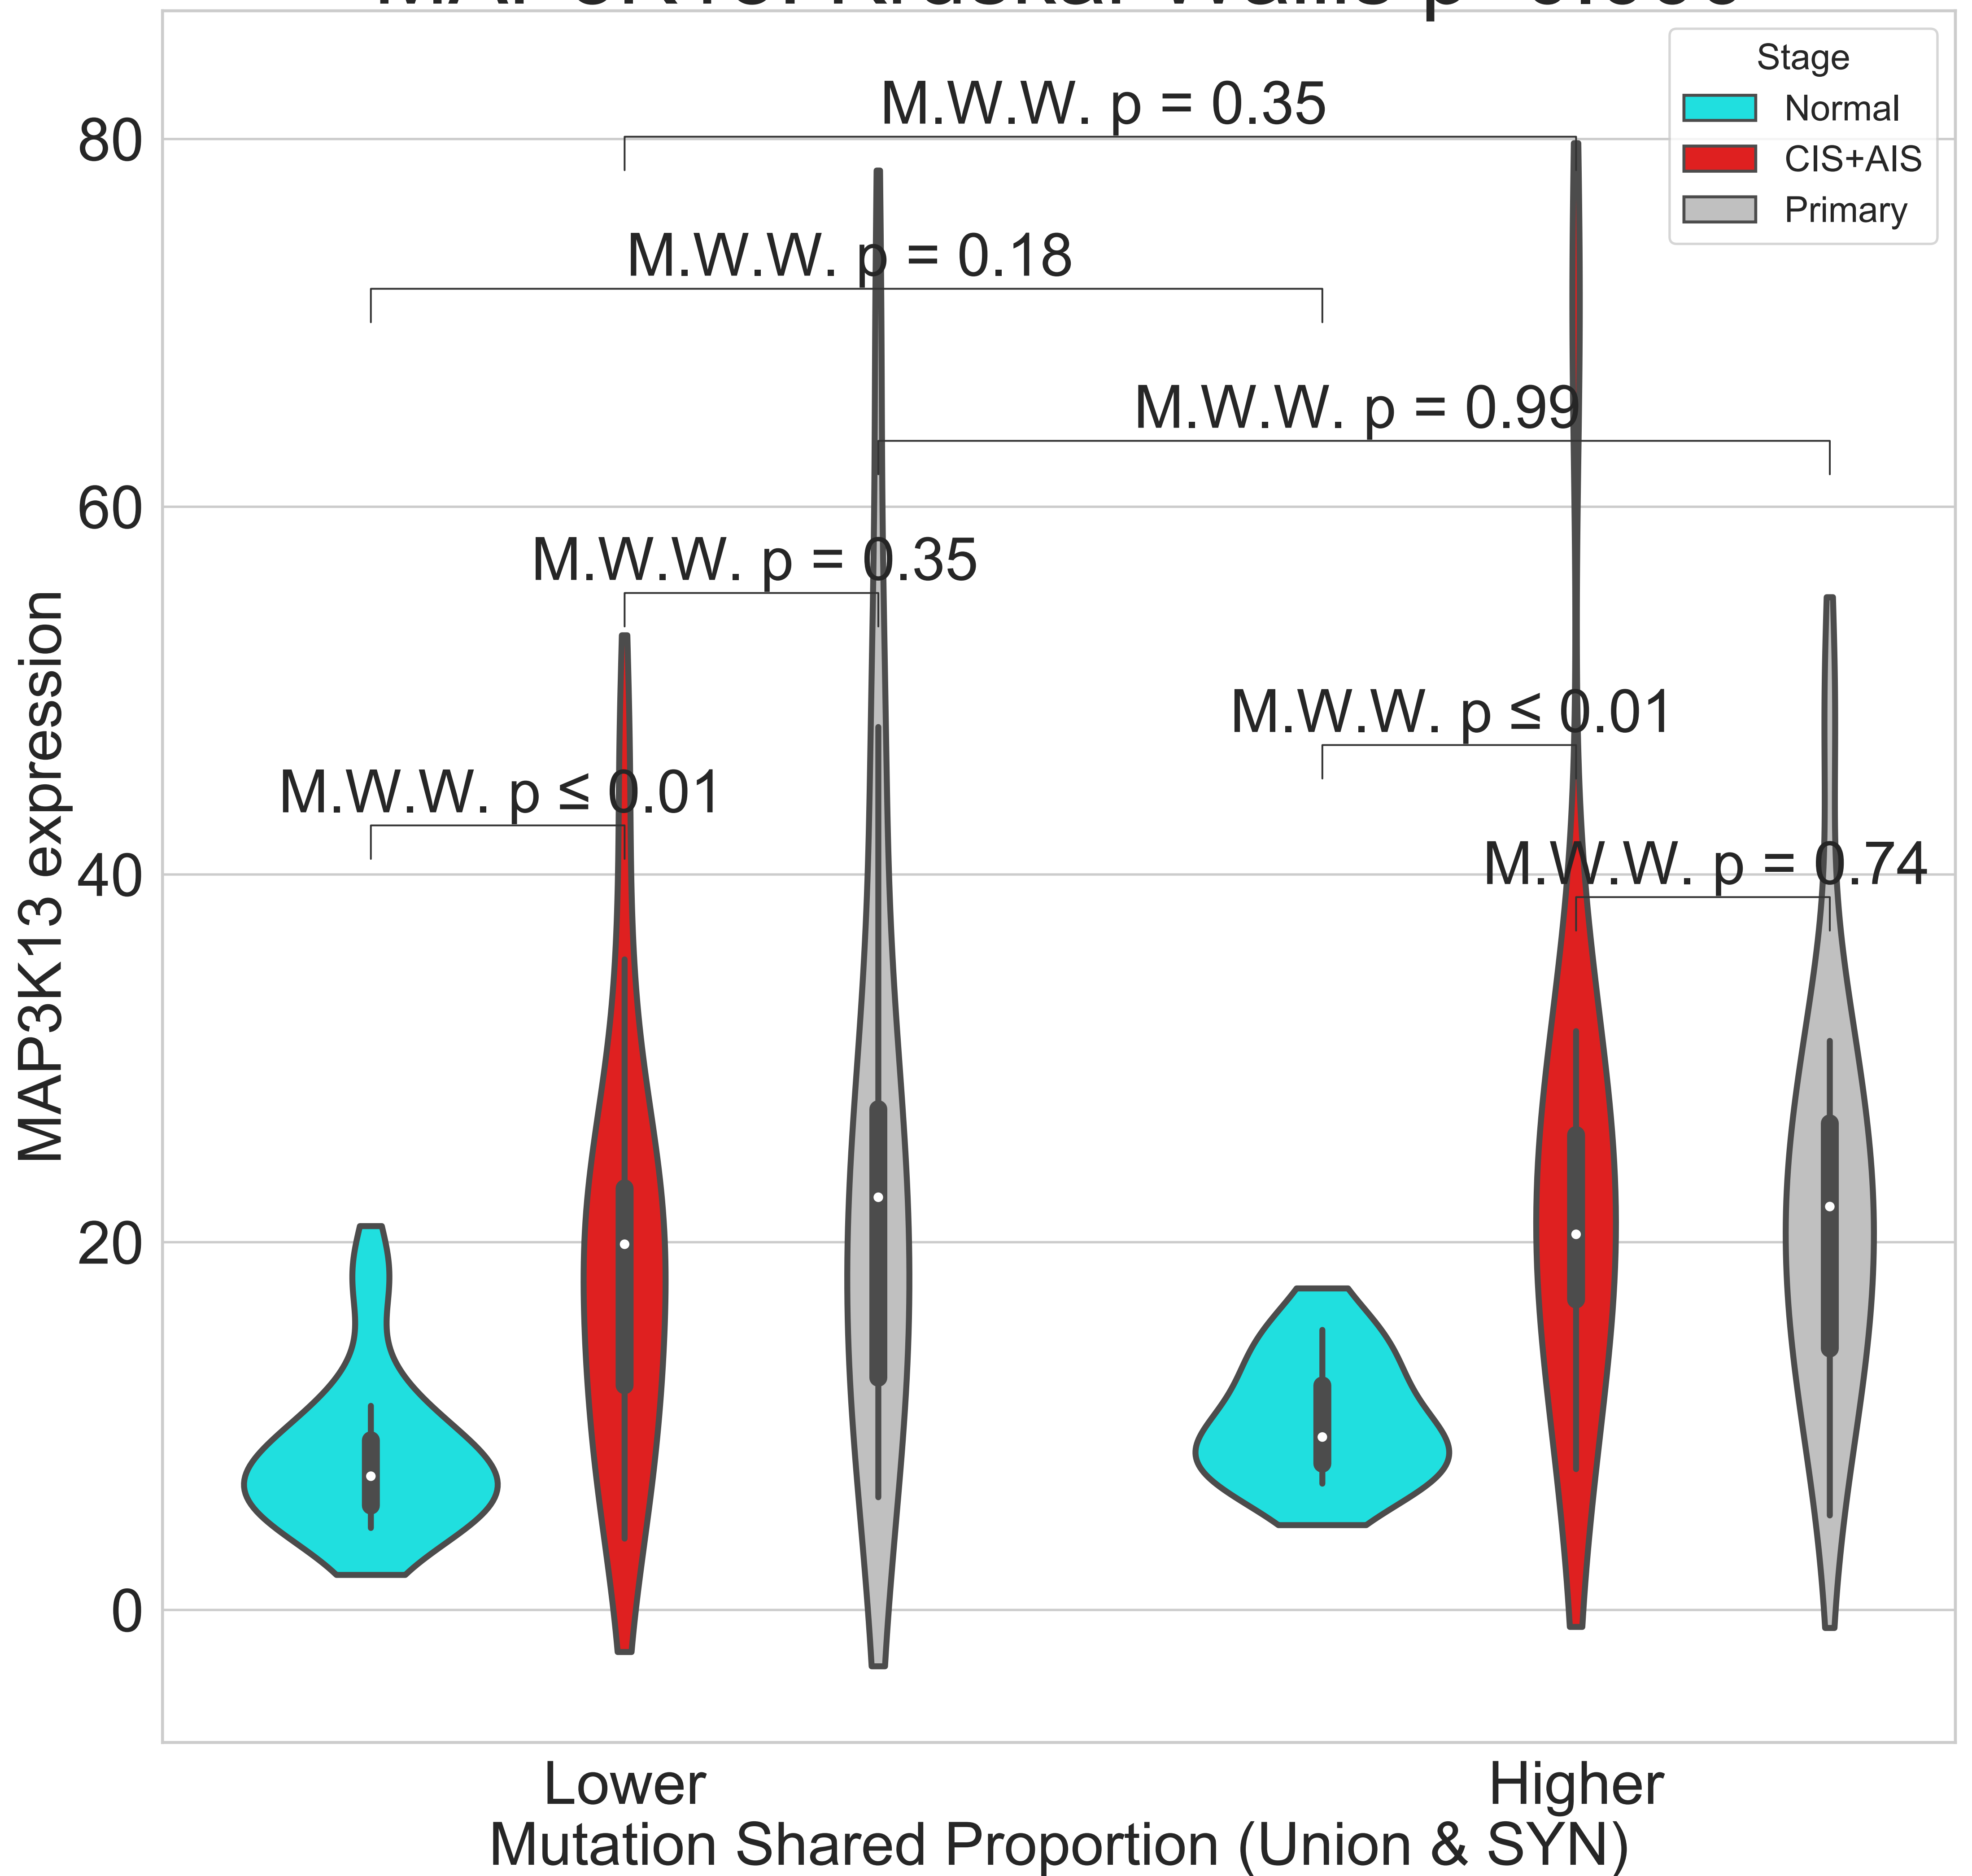 Stage
Normal
CIS+AIS
Primary
M.W.W. p = 0.35
M.W.W. p = 0.18
M.W.W. p = 0.99
M.W.W. p = 0.35
M.W.W. p ≤ 0.01
M.W.W. p ≤ 0.01
M.W.W. p = 0.74
80
60
40
20
0
MAP3K13 expression
Lower
Higher
Mutation Shared Proportion (Union & SYN)